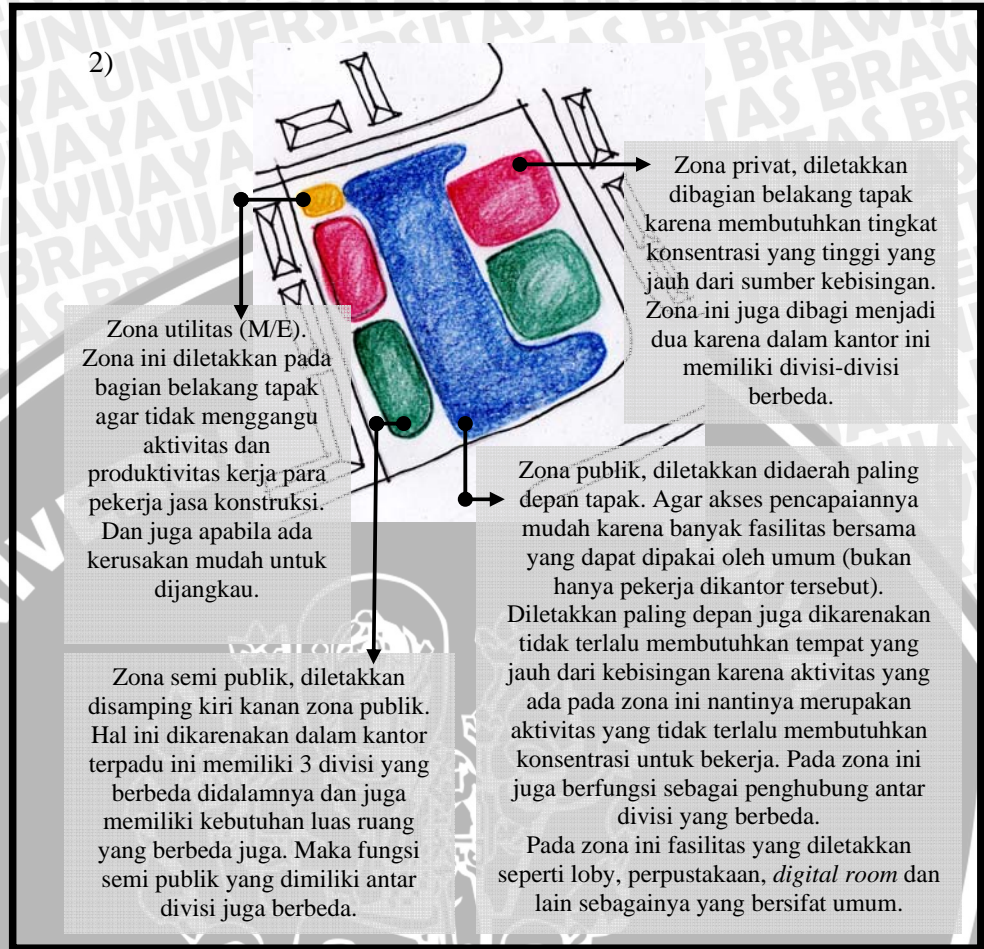 2)
Zona privat, diletakkan
dibagian belakang tapak
karena membutuhkan tingkat
konsentrasi yang tinggi yang
jauh dari sumber kebisingan.
Zona ini juga dibagi menjadi
dua karena dalam kantor ini
memiliki divisi-divisi
berbeda.
Zona utilitas (M/E).
Zona ini diletakkan pada
bagian belakang tapak
agar tidak menggangu
aktivitas dan
produktivitas kerja para
pekerja jasa konstruksi.
Dan juga apabila ada
kerusakan mudah untuk
dijangkau.
Zona publik, diletakkan didaerah paling
depan tapak. Agar akses pencapaiannya
mudah karena banyak fasilitas bersama
yang dapat dipakai oleh umum (bukan
hanya pekerja dikantor tersebut).
Diletakkan paling depan juga dikarenakan
tidak terlalu membutuhkan tempat yang
jauh dari kebisingan karena aktivitas yang
ada pada zona ini nantinya merupakan
aktivitas yang tidak terlalu membutuhkan
konsentrasi untuk bekerja. Pada zona ini
juga berfungsi sebagai penghubung antar
divisi yang berbeda.
Pada zona ini fasilitas yang diletakkan
seperti loby, perpustakaan, digital room dan
lain sebagainya yang bersifat umum.
Zona semi publik, diletakkan
disamping kiri kanan zona publik.
Hal ini dikarenakan dalam kantor
terpadu ini memiliki 3 divisi yang
berbeda didalamnya dan juga
memiliki kebutuhan luas ruang
yang berbeda juga. Maka fungsi
semi publik yang dimiliki antar
divisi juga berbeda.